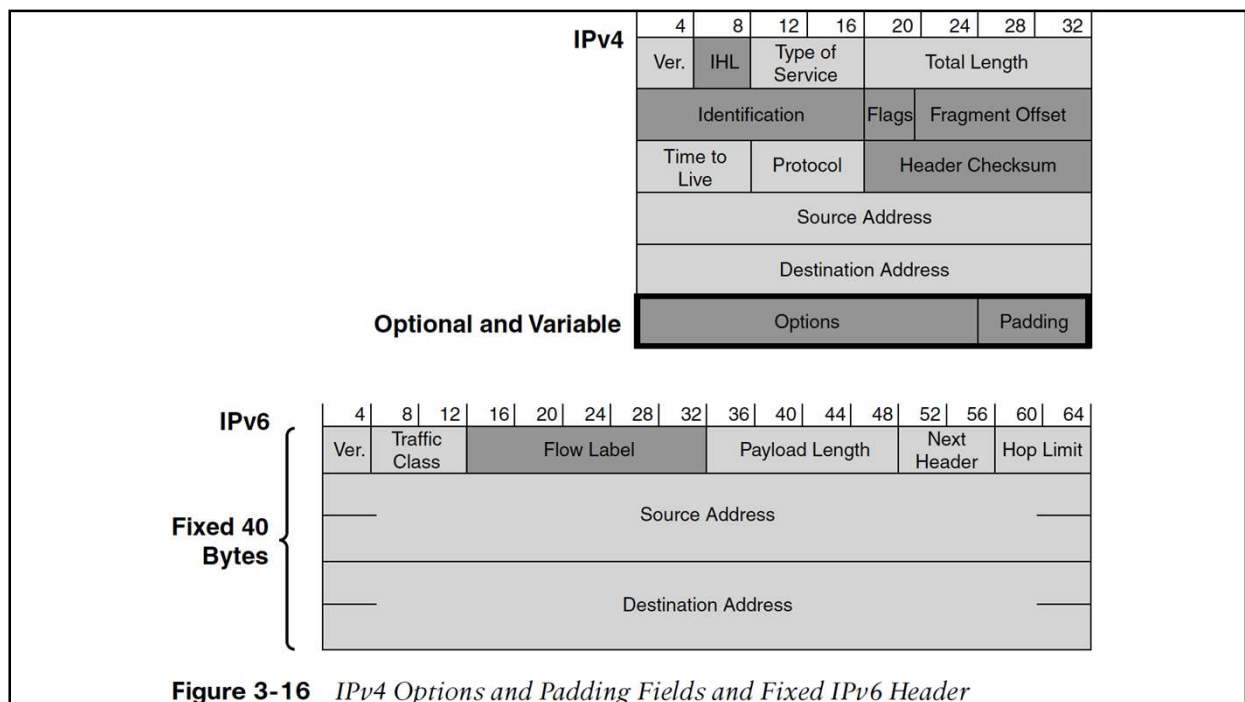 IPv4
4 8 12 16 20 24 28 32
Ver. IHL Type of Service Total Length
Identification Flags Fragment Offset
Time to Live Protocol Header Checksum
Source Address
Destination Address
Optional and Variable Options Padding
IPv6
4 8 12 16 20 24 28 32 36 40 44 48 52 56 60 64
Ver. Traffic Class Flow Label Payload Length Next Header Hop Limit
Fixed 40 Bytes
Source Address
Destination Address
Figure 3-16 IPv4 Options and Padding Fields and Fixed IPv6 Header